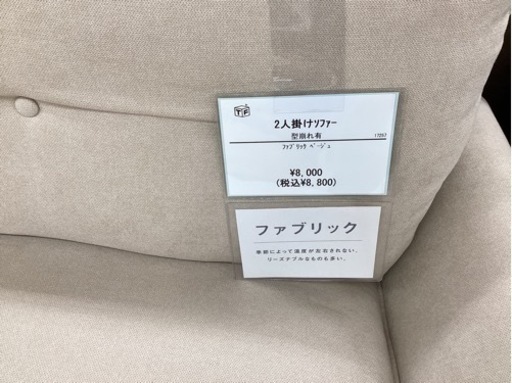 TF
2人掛けｿﾌｧｰ
型崩れ有
17257
ﾌｧﾌﾞﾘｯｸ ﾍﾞｰｼﾞｭ
¥8,000
(税込¥8,800)
ファブリック
季節によって温度が左右されない。
リーズナブルなものも多い。